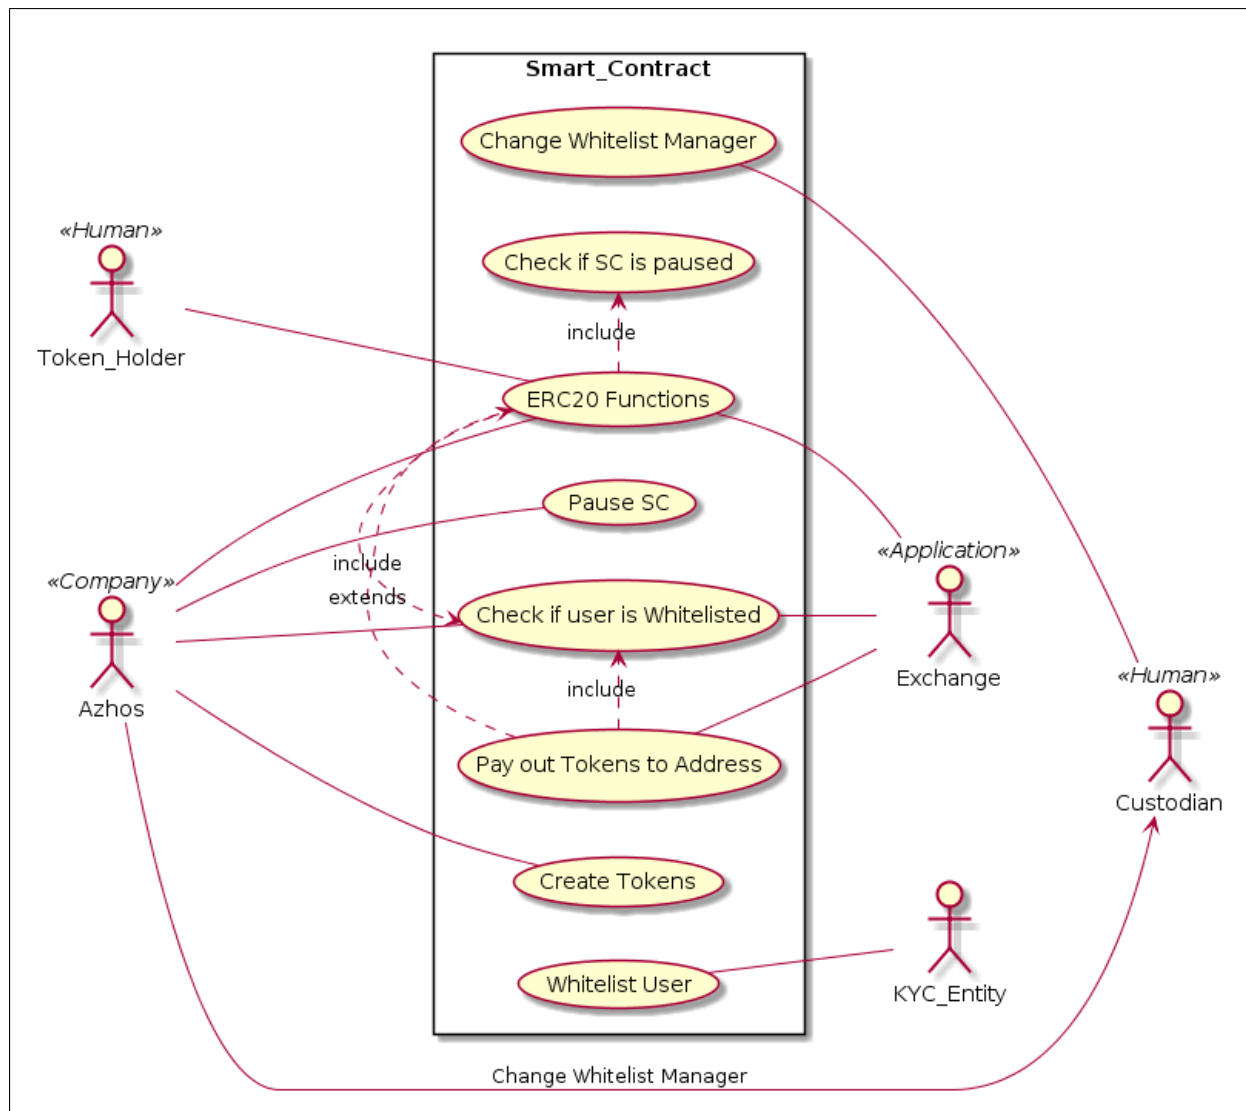 Smart_Contract
Change Whitelist Manager
«Human»
Token_Holder
Check if SC is paused
include
ERC20 Functions
Pause SC
«Company»
Azhos
include
extends
Check if user is Whitelisted
«Application»
Exchange
include
Pay out Tokens to Address
«Human»
Custodian
Create Tokens
Whitelist User
KYC_Entity
Change Whitelist Manager